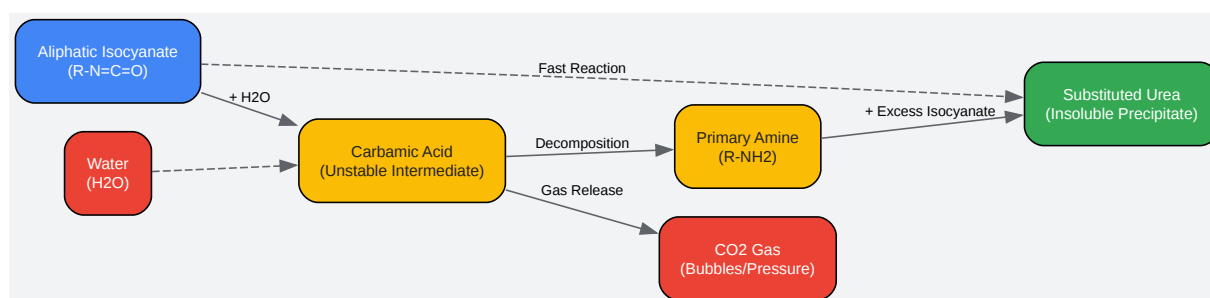 Aliphatic Isocyanate
(R-N=C=O)
Fast Reaction
+ H2O
Substituted Urea
(Insoluble Precipitate)
+ Excess Isocyanate
Water
(H2O)
Carbamic Acid
(Unstable Intermediate)
Decomposition
Primary Amine
(R-NH2)
Gas Release
CO2 Gas
(Bubbles/Pressure)